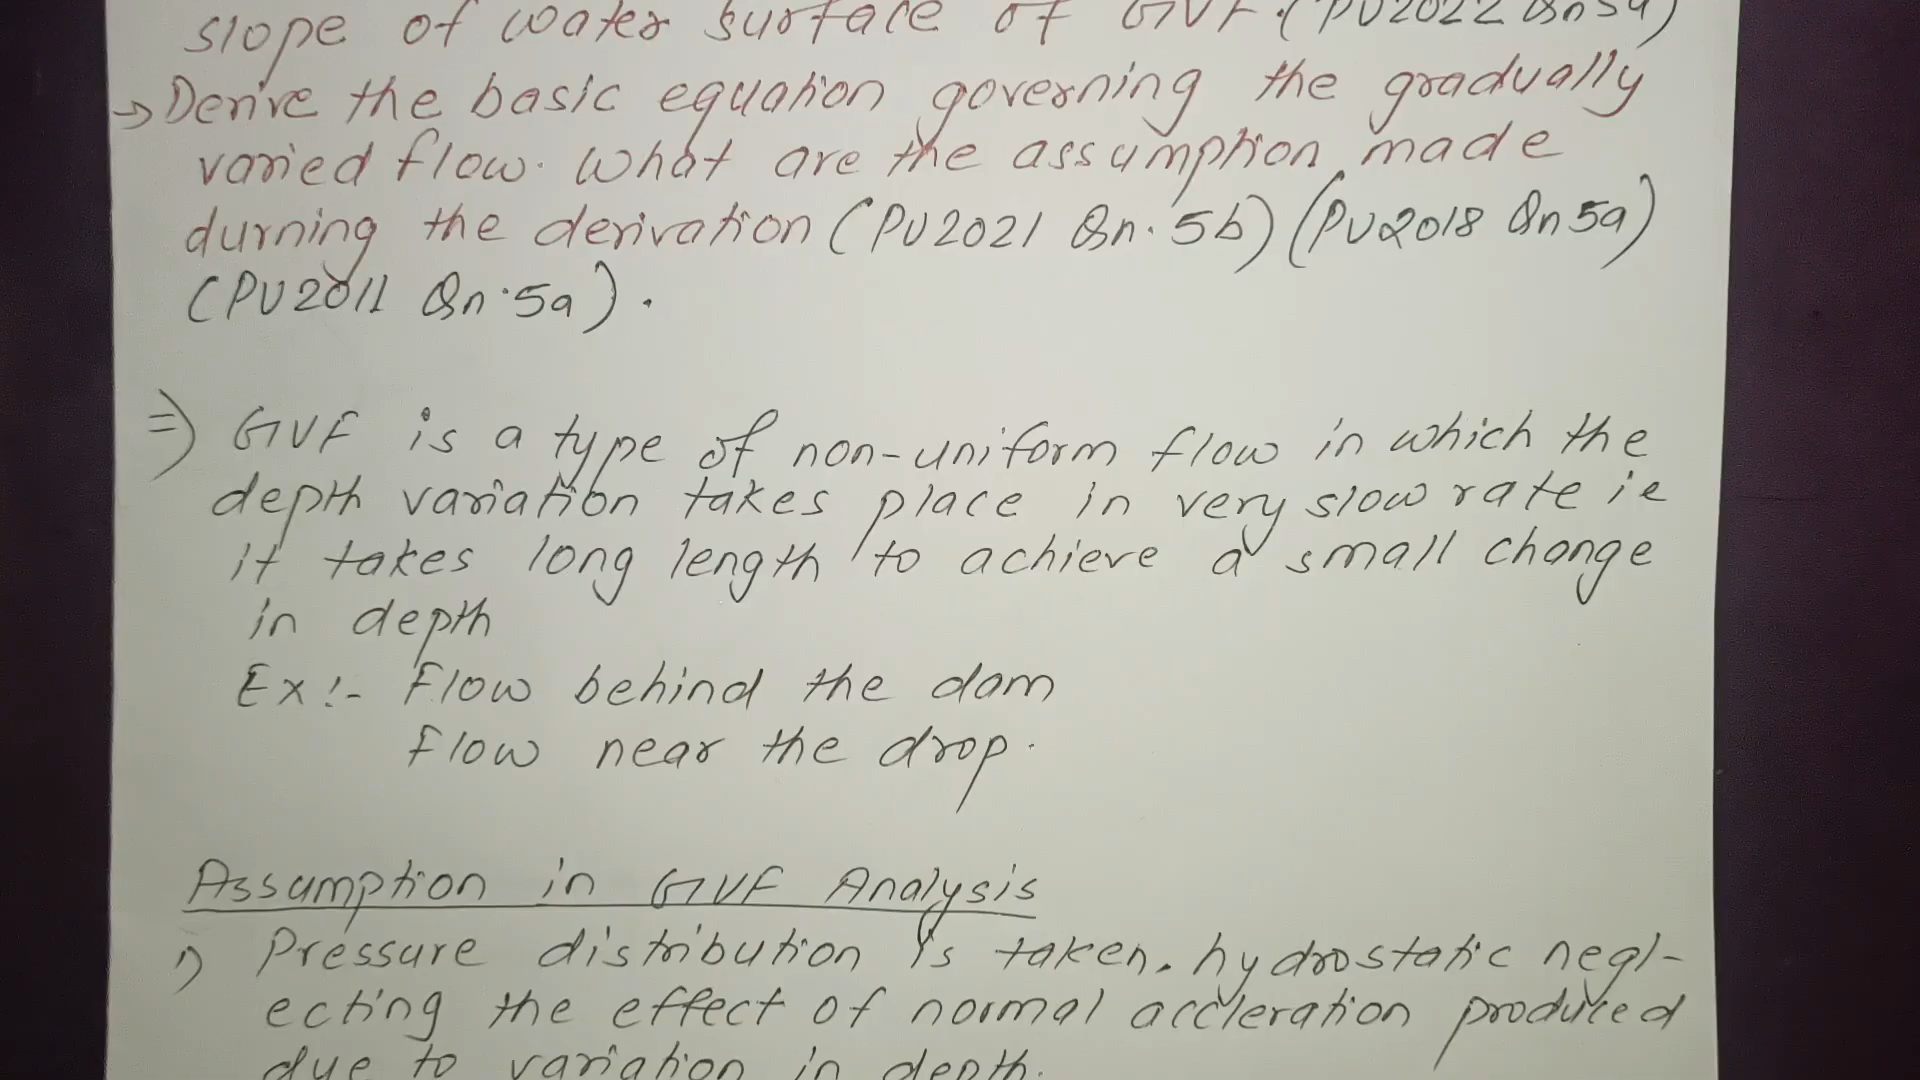 slope of water surface of GVF. (PU2022 Qn5a)
→ Derive the basic equation governing the gradually
varied flow. What are the assumption made
durning the derivation (PU2021 Qn. 5b) (PU2018 Qn 5a)
(PU2011 Qn. 5a).
⇒ GVF is a type of non-uniform flow in which the
depth variation takes place in very slow rate ie
it takes long length to achieve a small change
in depth
Ex:- Flow behind the dam
Flow near the drop.
Assumption in GVF Analysis
1) Pressure distribution is taken hydrostatic negl-
ecting the effect of normal accleration produced
due to variation in depth.